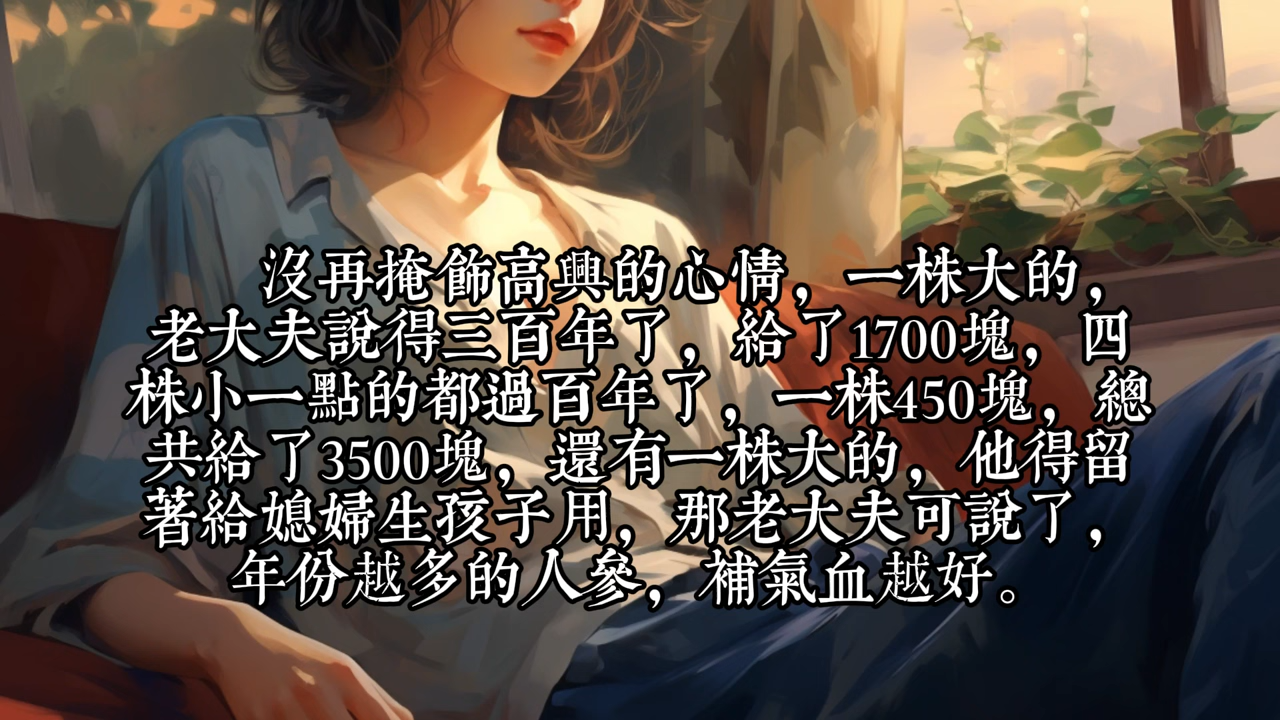 沒再掩飾高興的心情，一株大的，
老大夫說得三百年了，給了1700塊，四
株小一點的都過百年了，一株450塊，總
共給了3500塊，還有一株大的，他得留
著給媳婦生孩子用，那老大夫可說了，
年份越多的人參，補氣血越好。